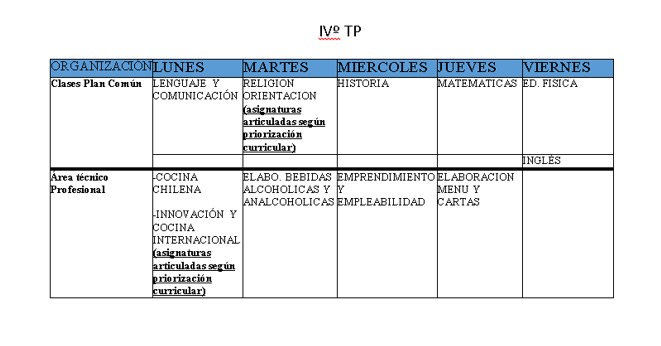 IVº TP
ORGANIZACIÓN LUNES MARTES MIERCOLES JUEVES VIERNES
Clases Plan Común
LENGUAJE Y
COMUNICACIÓN
RELIGION
ORIENTACION
(asignaturas
articuladas según
priorización
curricular)
HISTORIA
MATEMATICAS
ED. FISICA
INGLÉS
Área técnico
Profesional
-COCINA
CHILENA
-INNOVACIÓN Y
COCINA
INTERNACIONAL
(asignaturas
articuladas según
priorización
curricular)
ELABO. BEBIDAS
ALCOHOLICAS Y
ANALCOHOLICAS
EMPRENDIMIENTO
Y
EMPLEABILIDAD
ELABORACION
MENU Y
CARTAS